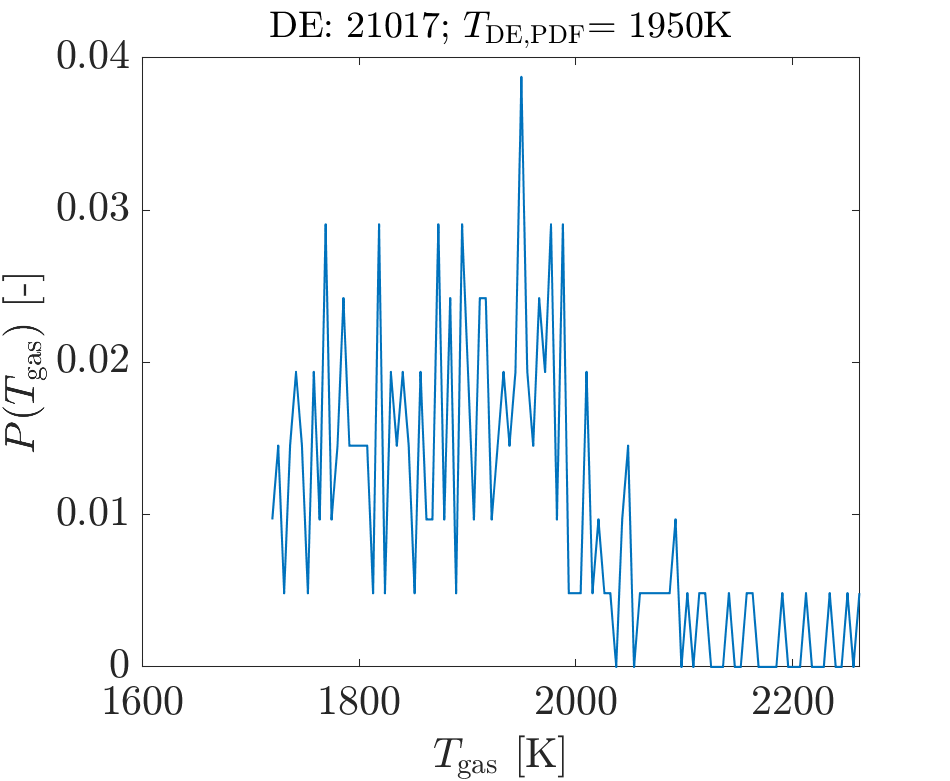 DE: 21017; T_DE,PDF= 1950K
0.04
0.03
0.02
0.01
0
P(T_gas) [-]
1600 1800 2000 2200
T_gas [K]